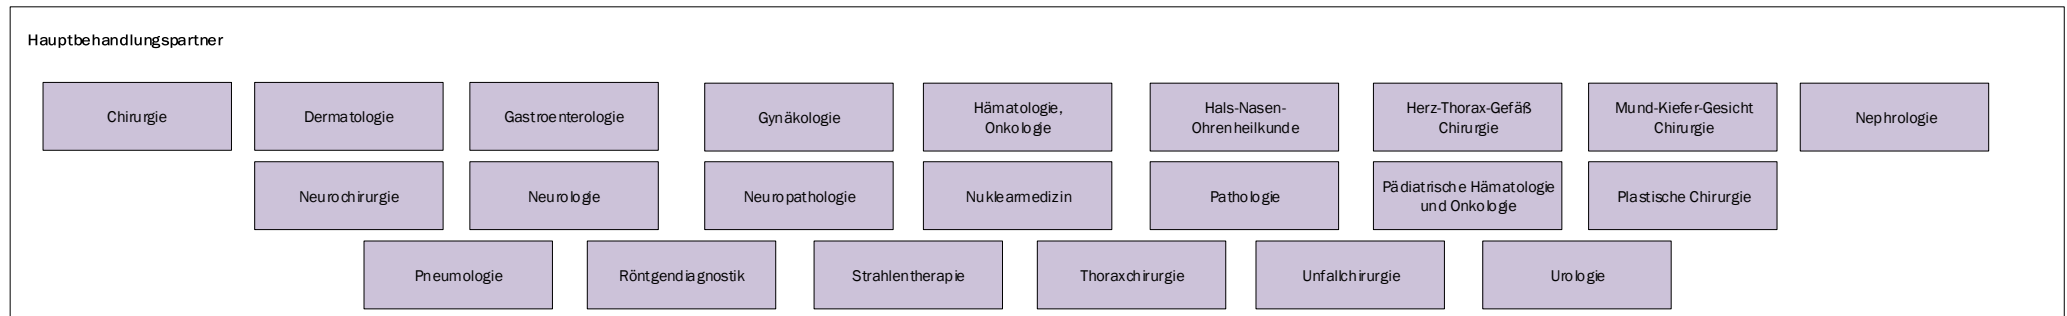 Hauptbehandlungspartner
Chirurgie
Dermatologie
Gastroenterologie
Gynäkologie
Hämatologie,
Onkologie
Hals-Nasen-
Ohrenheilkunde
Herz-Thorax-Gefäß
Chirurgie
Mund-Kiefer-Gesicht
Chirurgie
Nephrologie
Neurochirurgie
Neurologie
Neuropathologie
Nuklearmedizin
Pathologie
Pädiatrische Hämatologie
und Onkologie
Plastische Chirurgie
Pneumologie
Röntgendiagnostik
Strahlentherapie
Thoraxchirurgie
Unfallchirurgie
Urologie